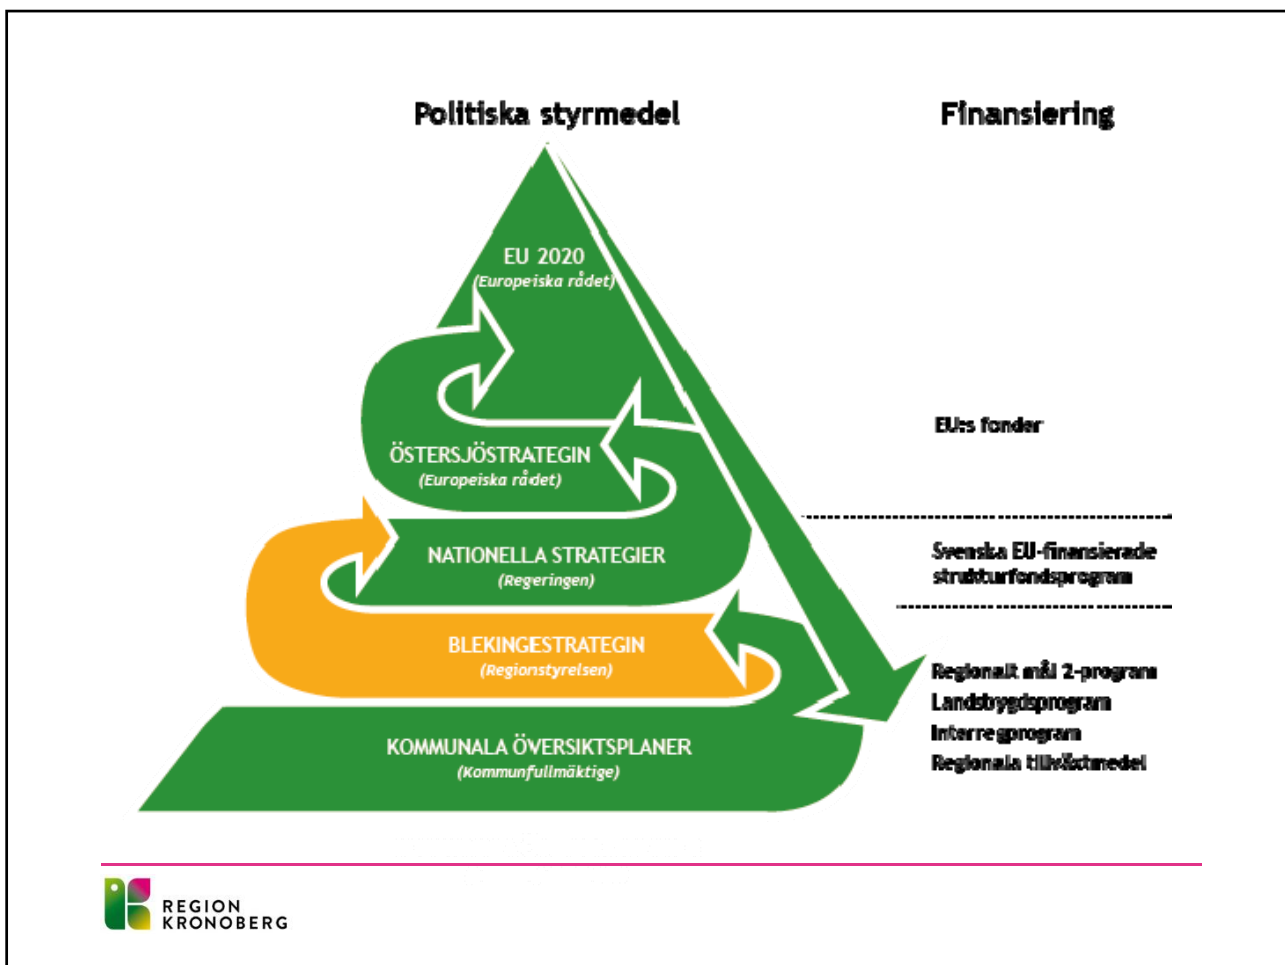 Politiska styrmedel
Finansiering
EU 2020
(Europeiska rådet)
ÖSTERSJÖSTRATEGIN
(Europeiska rådet)
NATIONELLA STRATEGIER
(Regeringen)
BLEKINGESTRATEGIN
(Regionstyrelsen)
KOMMUNALA ÖVERSIKTSPLANER
(Kommunfullmäktige)
EU:s fonder
Svenska EU-finansierade
strukturfondsprogram
Regionalt mål 2-program
Landsbygdsprogram
Interregprogram
Regionala tillväxtmedel
REGION
KRONOBERG